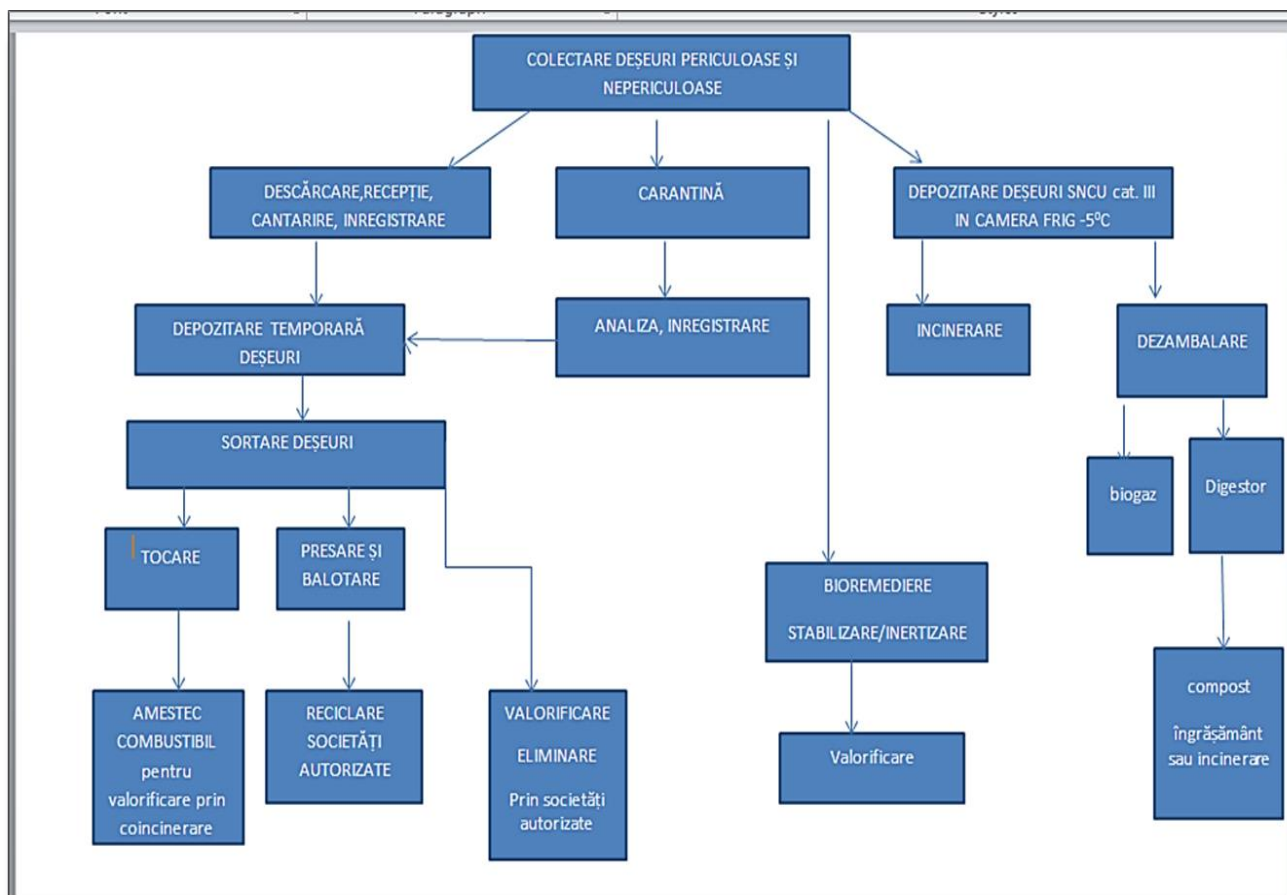 COLECTARE DEȘEURI PERICULOASE ȘI
NEPERICULOASE
DESCĂRCARE,RECEPȚIE,
CANTARIRE, INREGISTRARE
CARANTINĂ
DEPOZITARE DEȘEURI SNCU cat. III
IN CAMERA FRIG -5⁰C
DEPOZITARE TEMPORARĂ
DEȘEURI
ANALIZA, INREGISTRARE
INCINERARE
DEZAMBALARE
SORTARE DEȘEURI
biogaz
Digestor
TOCARE
PRESARE ȘI
BALOTARE
BIOREMEDIERE
STABILIZARE/INERTIZARE
AMESTEC
COMBUSTIBIL
pentru
valorificare prin
coincinerare
RECICLARE
SOCIETĂȚI
AUTORIZATE
VALORIFICARE
ELIMINARE
Prin societăți
autorizate
Valorificare
compost
îngrășământ
sau incinerare